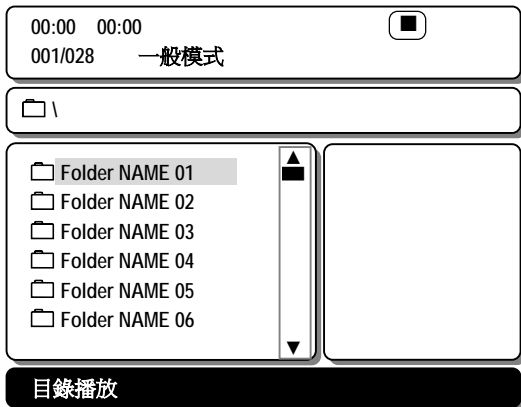 00:00 00:00
001/028 一般模式
\
Folder NAME 01
Folder NAME 02
Folder NAME 03
Folder NAME 04
Folder NAME 05
Folder NAME 06
目錄播放